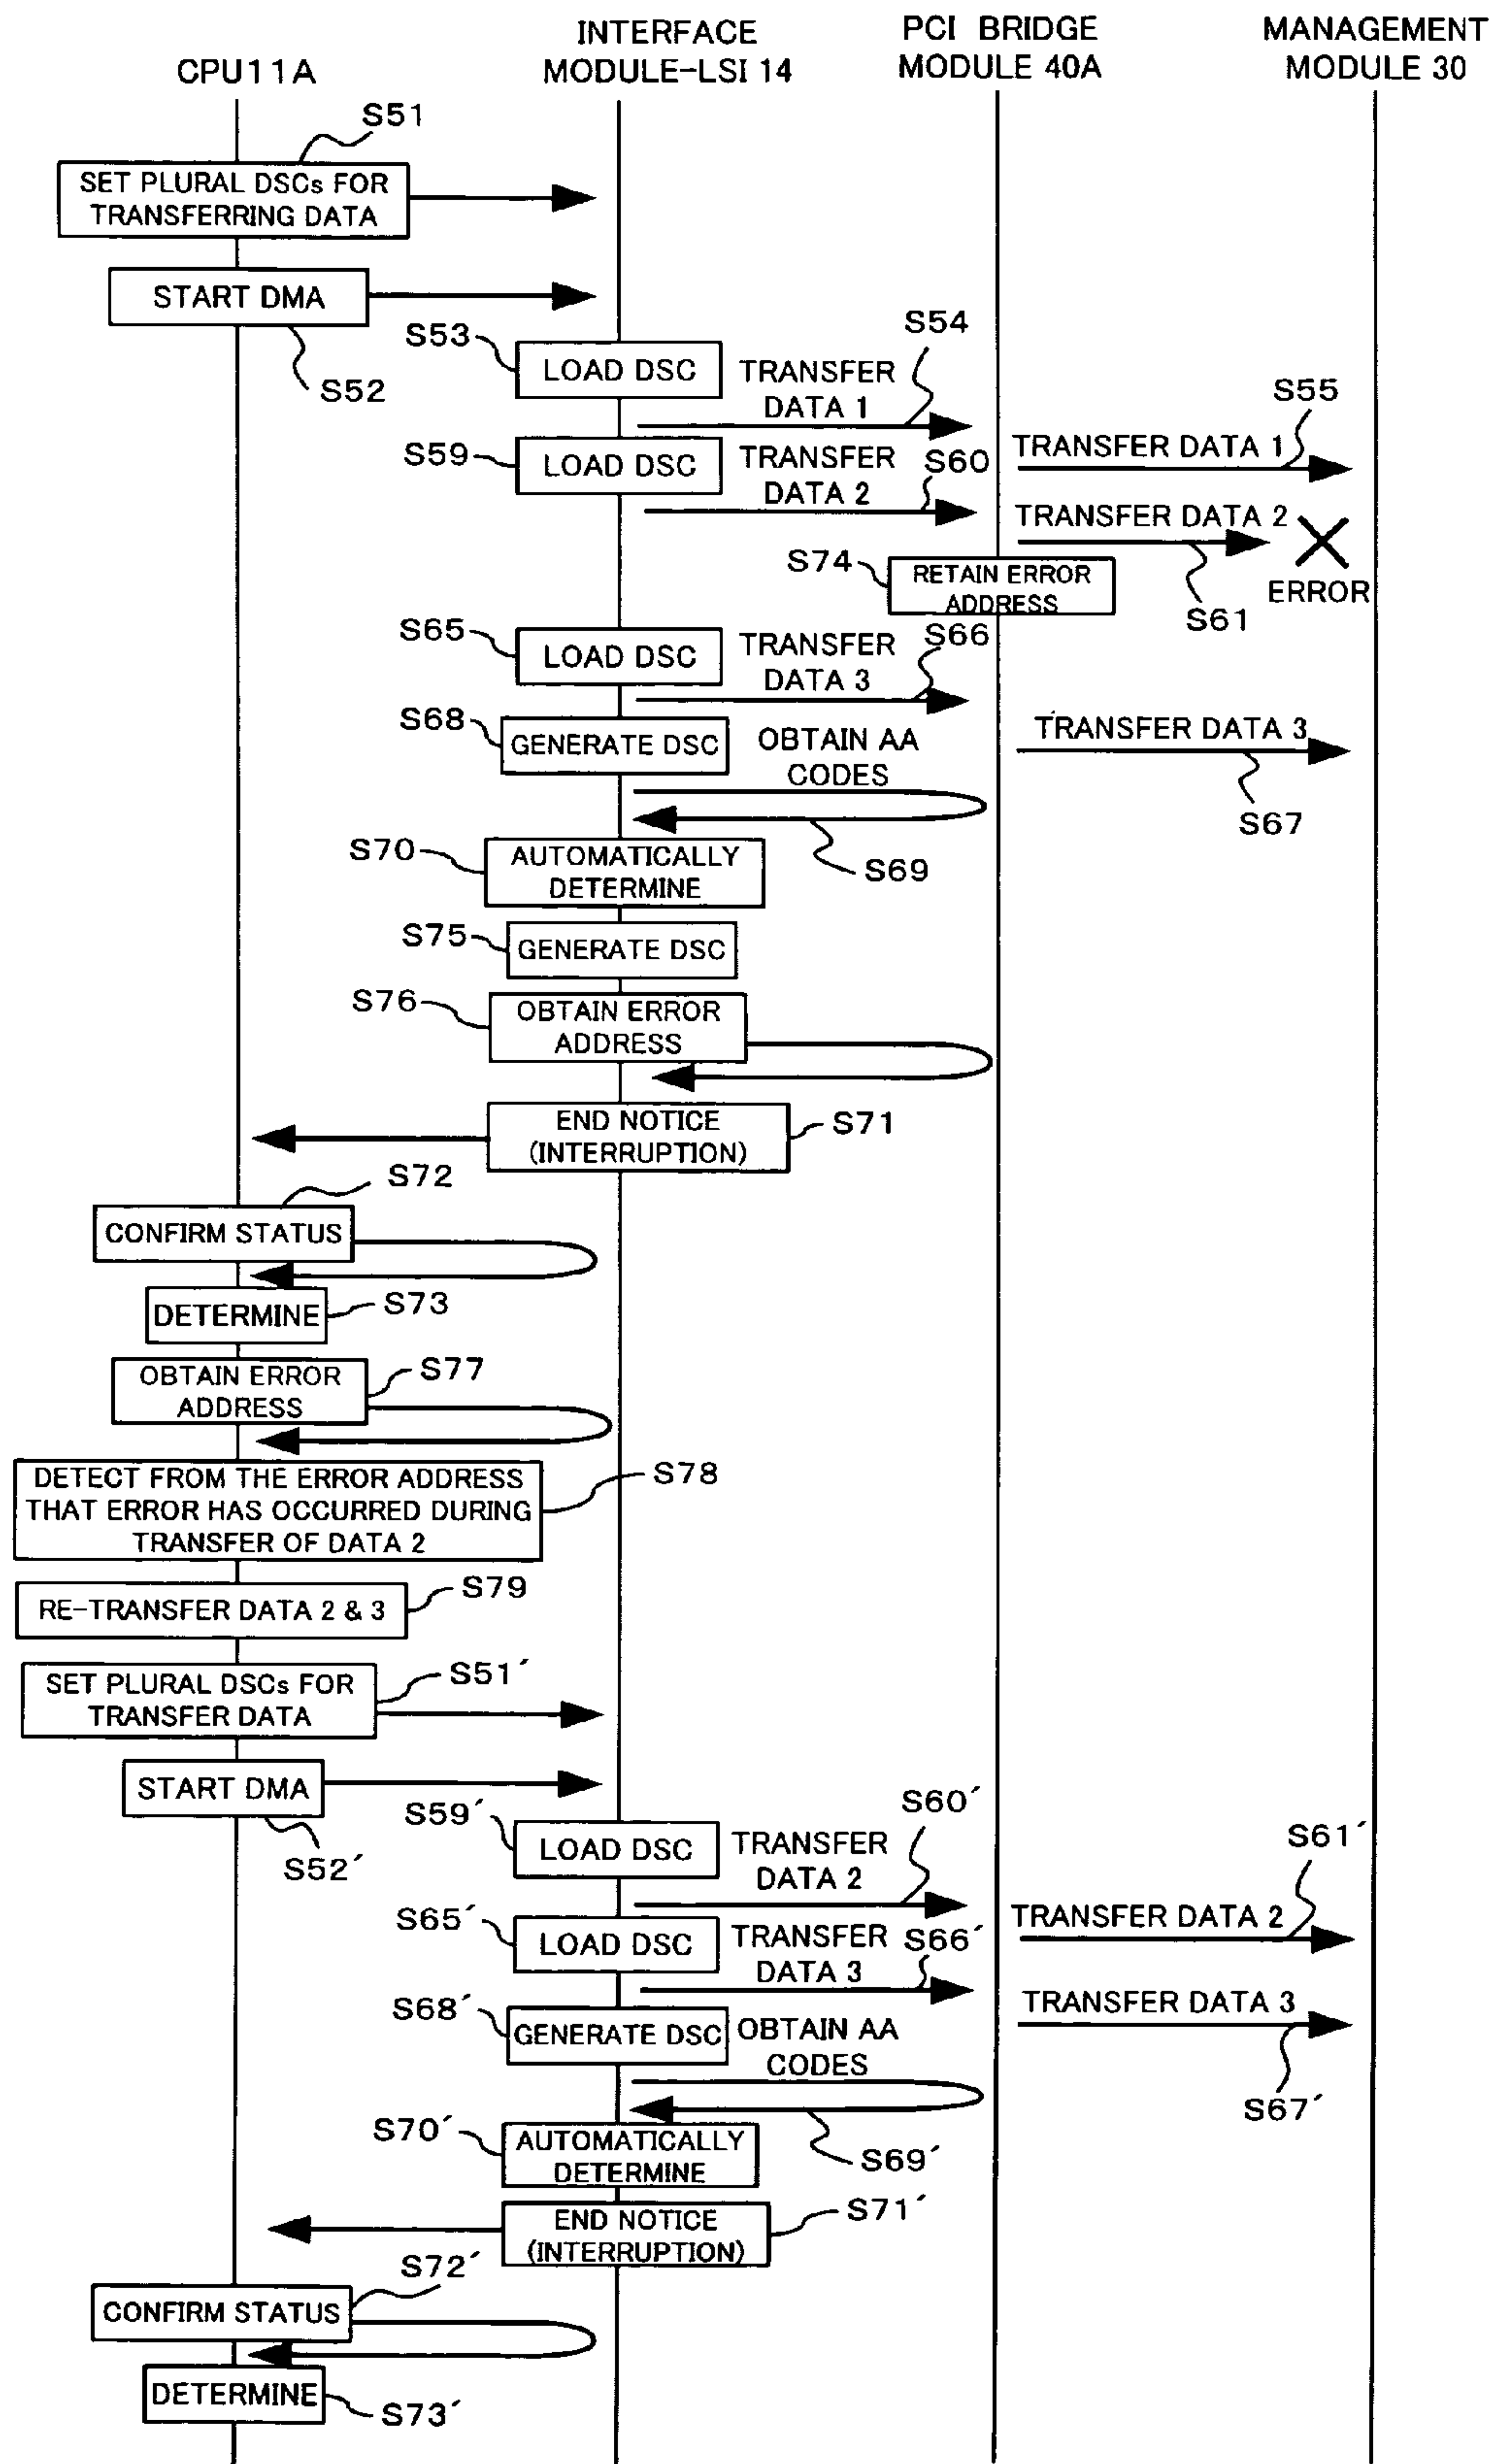 CPU11A
INTERFACE
MODULE-LSI 14
PCI BRIDGE
MODULE 40A
MANAGEMENT
MODULE 30
S51
SET PLURAL DSCs FOR
TRANSFERRING DATA
START DMA
S52
S53
LOAD DSC
TRANSFER
DATA 1
S54
S55
TRANSFER DATA 1
S59
LOAD DSC
TRANSFER
DATA 2
S60
TRANSFER DATA 2
ERROR
S61
S74
RETAIN ERROR
ADDRESS
S65
LOAD DSC
TRANSFER
DATA 3
S66
TRANSFER DATA 3
S67
S68
GENERATE DSC
OBTAIN AA
CODES
S69
S70
AUTOMATICALLY
DETERMINE
S75
GENERATE DSC
S76
OBTAIN ERROR
ADDRESS
END NOTICE
(INTERRUPTION)
S71
S72
CONFIRM STATUS
DETERMINE
S73
OBTAIN ERROR
ADDRESS
S77
DETECT FROM THE ERROR ADDRESS
THAT ERROR HAS OCCURRED DURING
TRANSFER OF DATA 2
S78
RE-TRANSFER DATA 2 & 3
S79
SET PLURAL DSCs FOR
TRANSFER DATA
S51´
START DMA
S52´
S59´
LOAD DSC
TRANSFER
DATA 2
S60´
S61´
TRANSFER DATA 2
S65´
LOAD DSC
TRANSFER
DATA 3
S66´
TRANSFER DATA 3
S67´
S68´
GENERATE DSC
OBTAIN AA
CODES
S69´
S70´
AUTOMATICALLY
DETERMINE
END NOTICE
(INTERRUPTION)
S71´
S72´
CONFIRM STATUS
DETERMINE
S73´